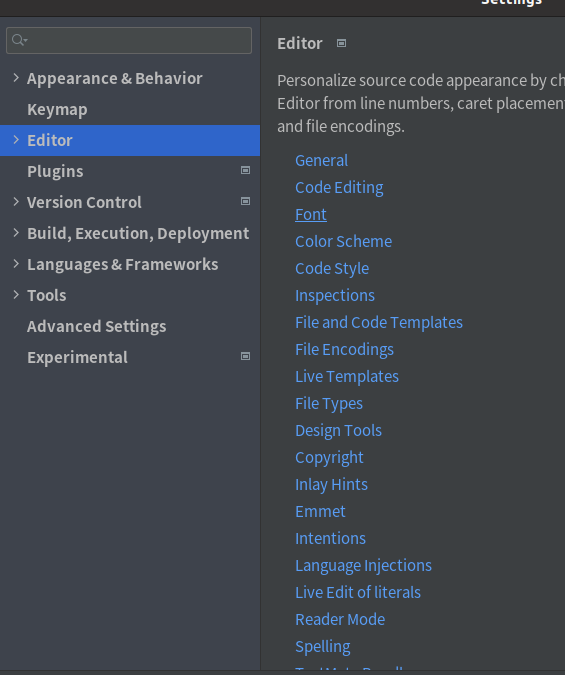 Settings
Appearance & Behavior
Keymap
Editor
Plugins
Version Control
Build, Execution, Deployment
Languages & Frameworks
Tools
Advanced Settings
Experimental
Editor
Personalize source code appearance by
Editor from line numbers, caret
and file encodings.
General
Code Editing
Font
Color Scheme
Code Style
Inspections
File and Code Templates
File Encodings
Live Templates
File Types
Design Tools
Copyright
Inlay Hints
Emmet
Intentions
Language Injections
Live Edit of literals
Reader Mode
Spelling